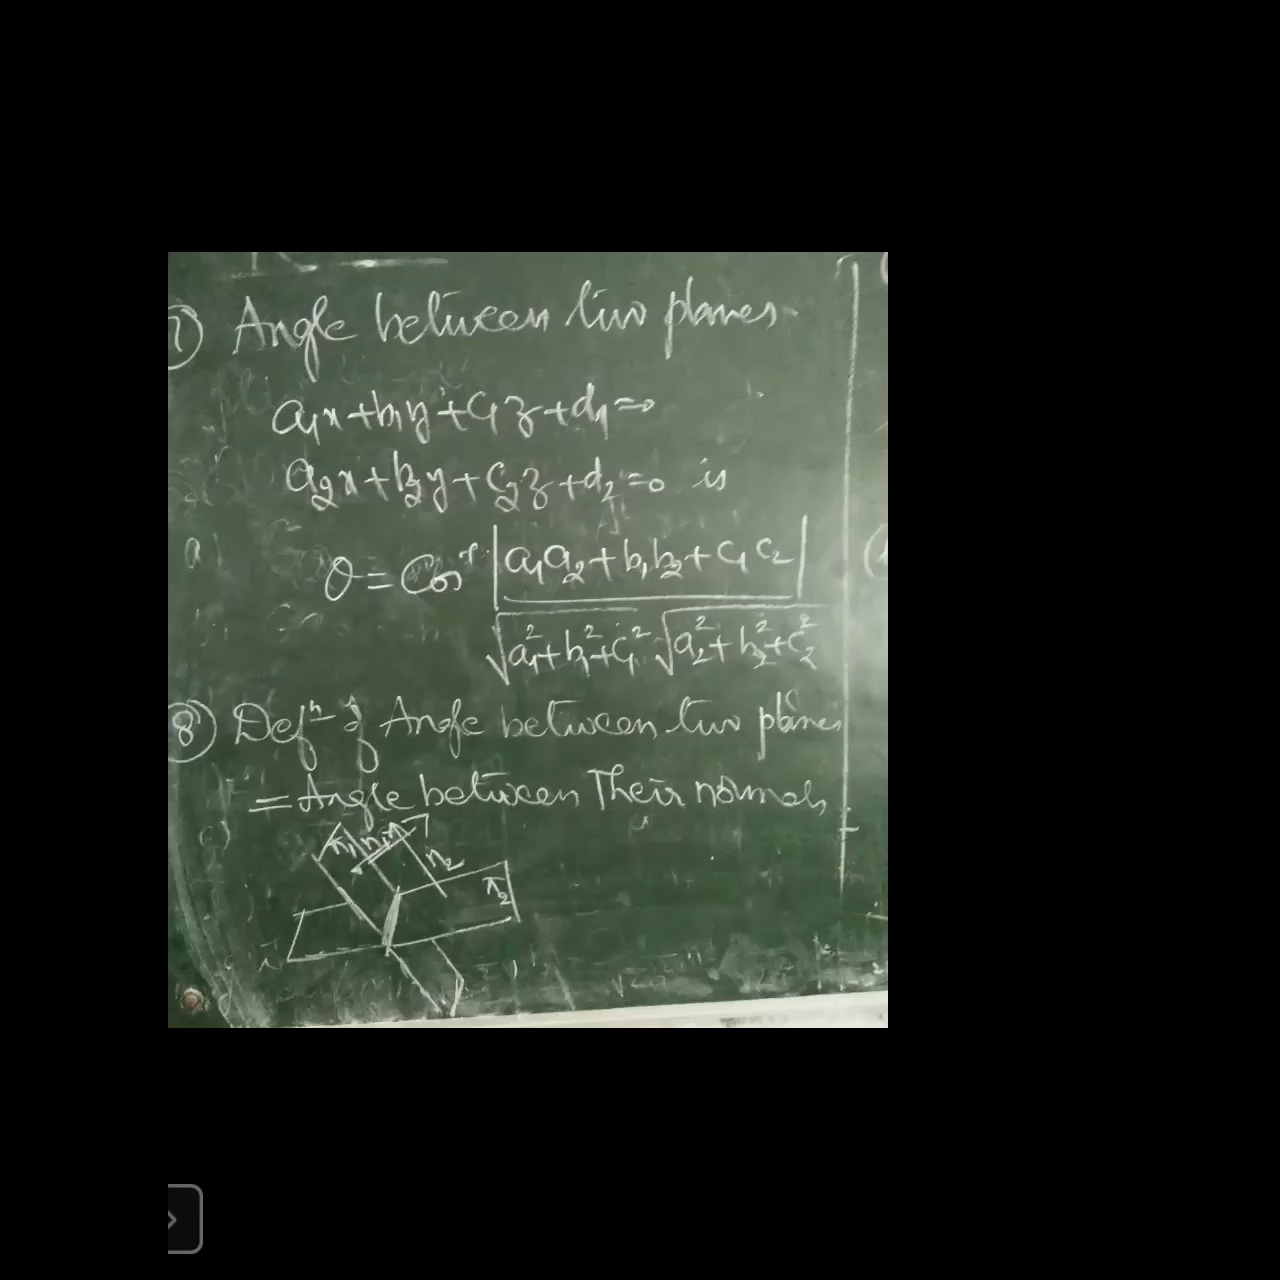 7) Angle between two planes
a₁x+b₁y+c₁z+d₁=0
a₂x+b₂y+c₂z+d₂=0 is
θ = Cos⁻¹ |a₁a₂+b₁b₂+c₁c₂|
√a₁²+b₁²+c₁² √a₂²+b₂²+c₂²
8) Defⁿ of Angle between two planes
= Angle between Their normals
π₁ n₁ n₂
π₂